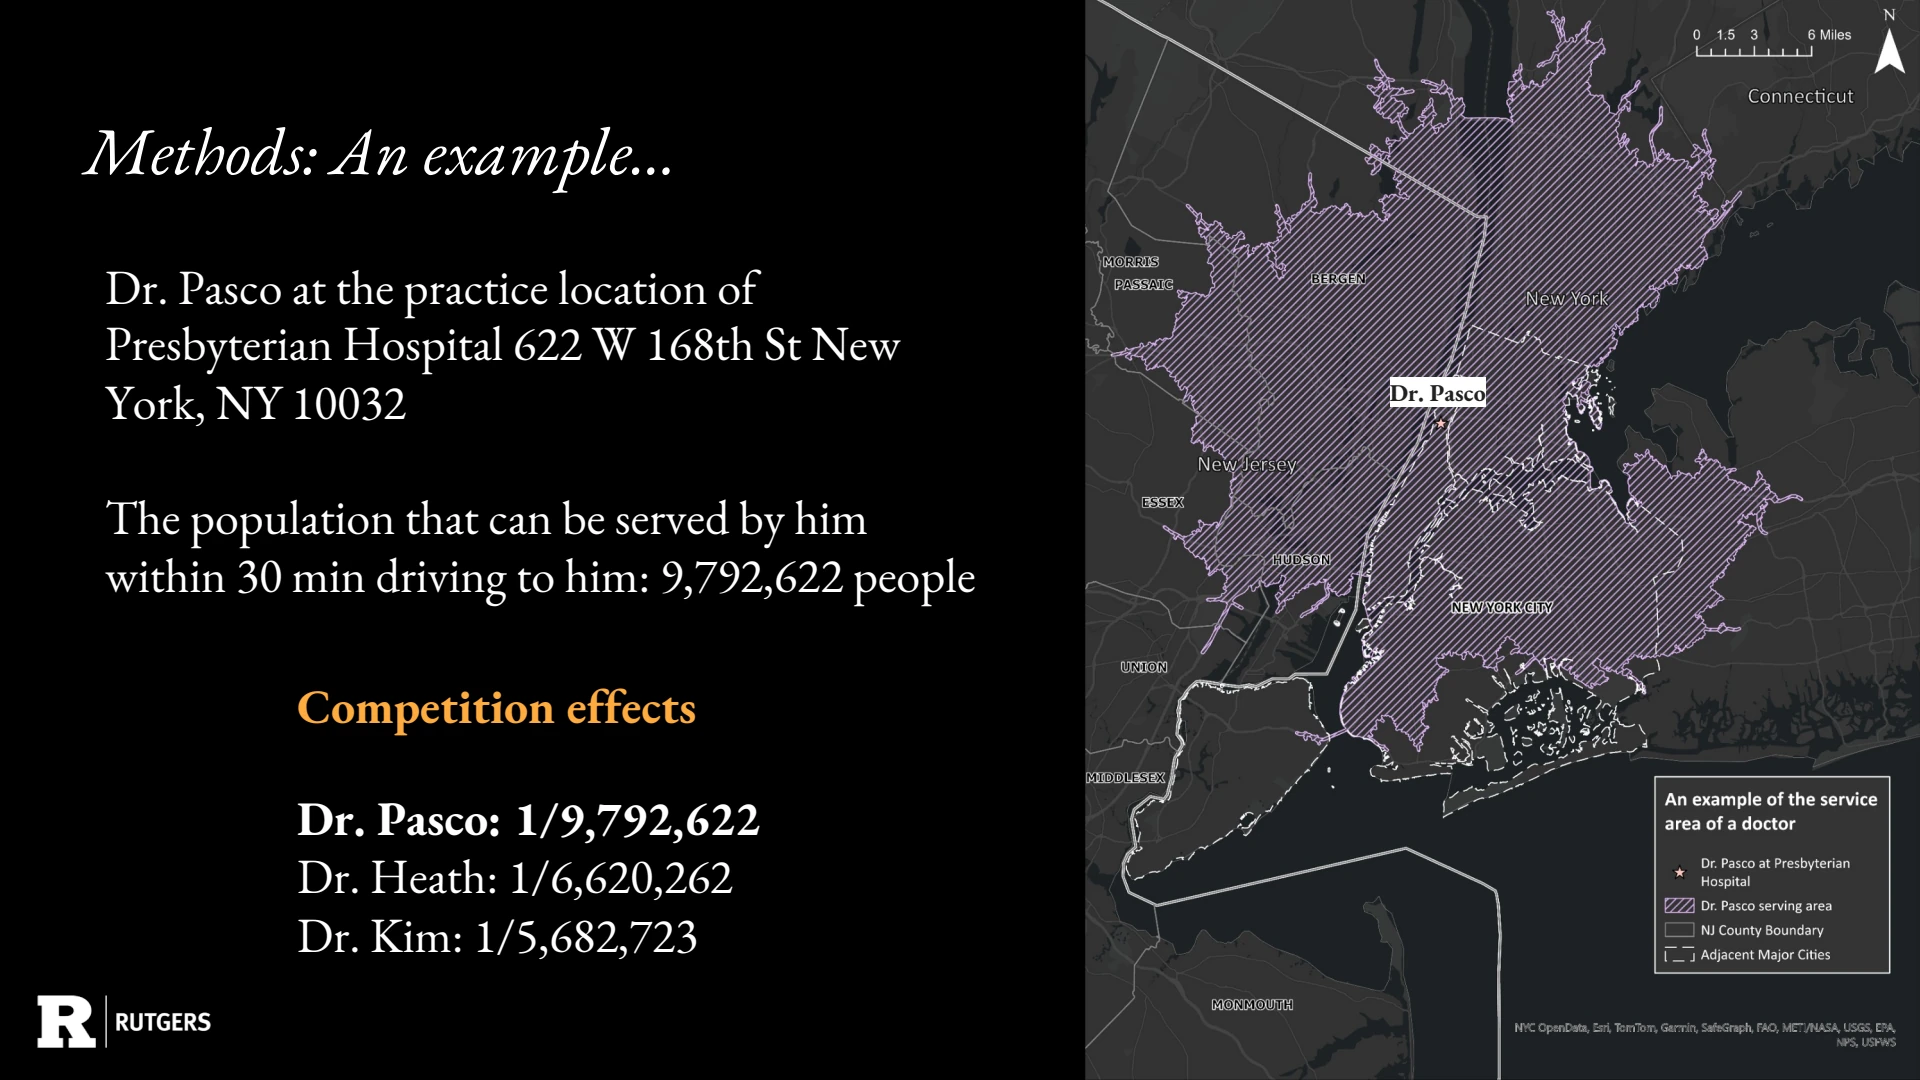 Methods: An example...
Dr. Pasco at the practice location of
Presbyterian Hospital 622 W 168th St New
York, NY 10032
The population that can be served by him
within 30 min driving to him: 9,792,622 people
Competition effects
Dr. Pasco: 1/9,792,622
Dr. Heath: 1/6,620,262
Dr. Kim: 1/5,682,723
R RUTGERS
N
0 1.5 3 6 Miles
Connecticut
MORRIS
PASSAIC
BERGEN
New York
Dr. Pasco
New Jersey
ESSEX
HUDSON
NEW YORK CITY
UNION
MIDDLESEX
MONMOUTH
An example of the service
area of a doctor
Dr. Pasco at Presbyterian
Hospital
Dr. Pasco serving area
NJ County Boundary
Adjacent Major Cities
NYC OpenData, Esri, TomTom, Garmin, SafeGraph, FAO, METI/NASA, USGS, EPA,
NPS, USFWS